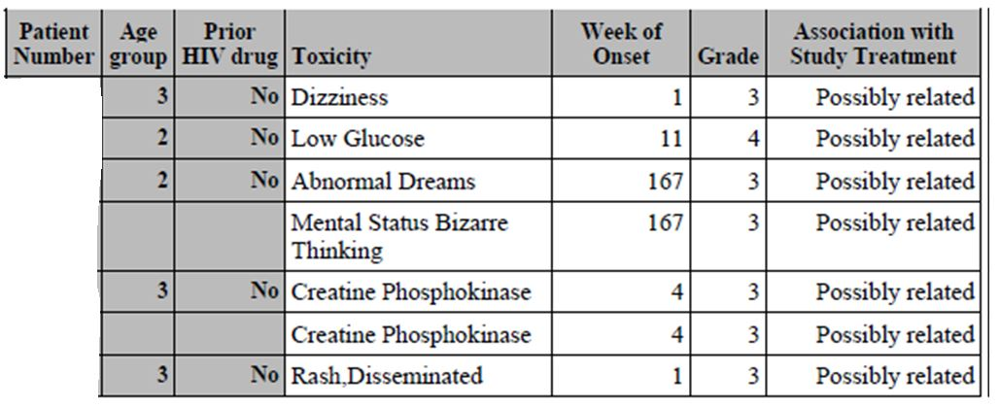 Patient Number Age group Prior HIV drug Toxicity Week of Onset Grade Association with Study Treatment
3 No Dizziness 1 3 Possibly related
2 No Low Glucose 11 4 Possibly related
2 No Abnormal Dreams 167 3 Possibly related
Mental Status Bizarre Thinking 167 3 Possibly related
3 No Creatine Phosphokinase 4 3 Possibly related
Creatine Phosphokinase 4 3 Possibly related
3 No Rash,Disseminated 1 3 Possibly related